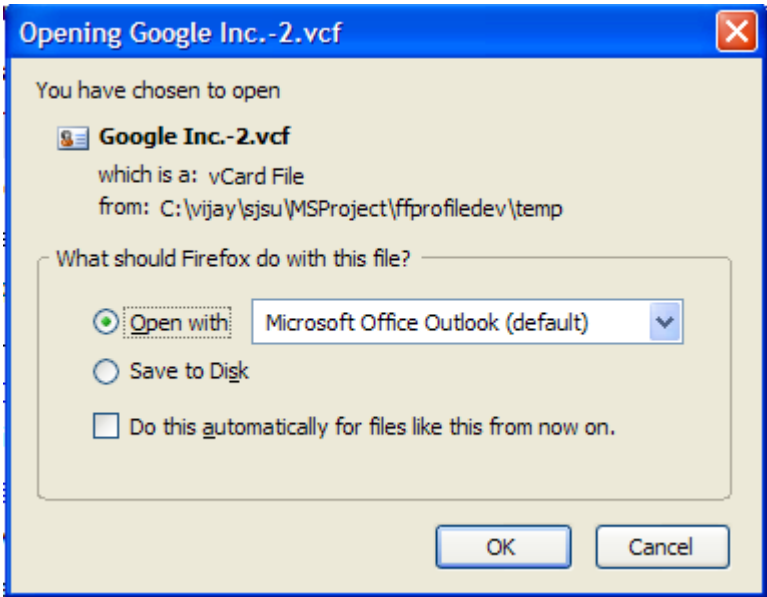 Opening Google Inc.-2.vcf
You have chosen to open
Google Inc.-2.vcf
which is a: vCard File
from: C:\vijay\sjsu\MSProject\ffprofiledev\temp
What should Firefox do with this file?
Open with Microsoft Office Outlook (default)
Save to Disk
Do this automatically for files like this from now on.
OK Cancel